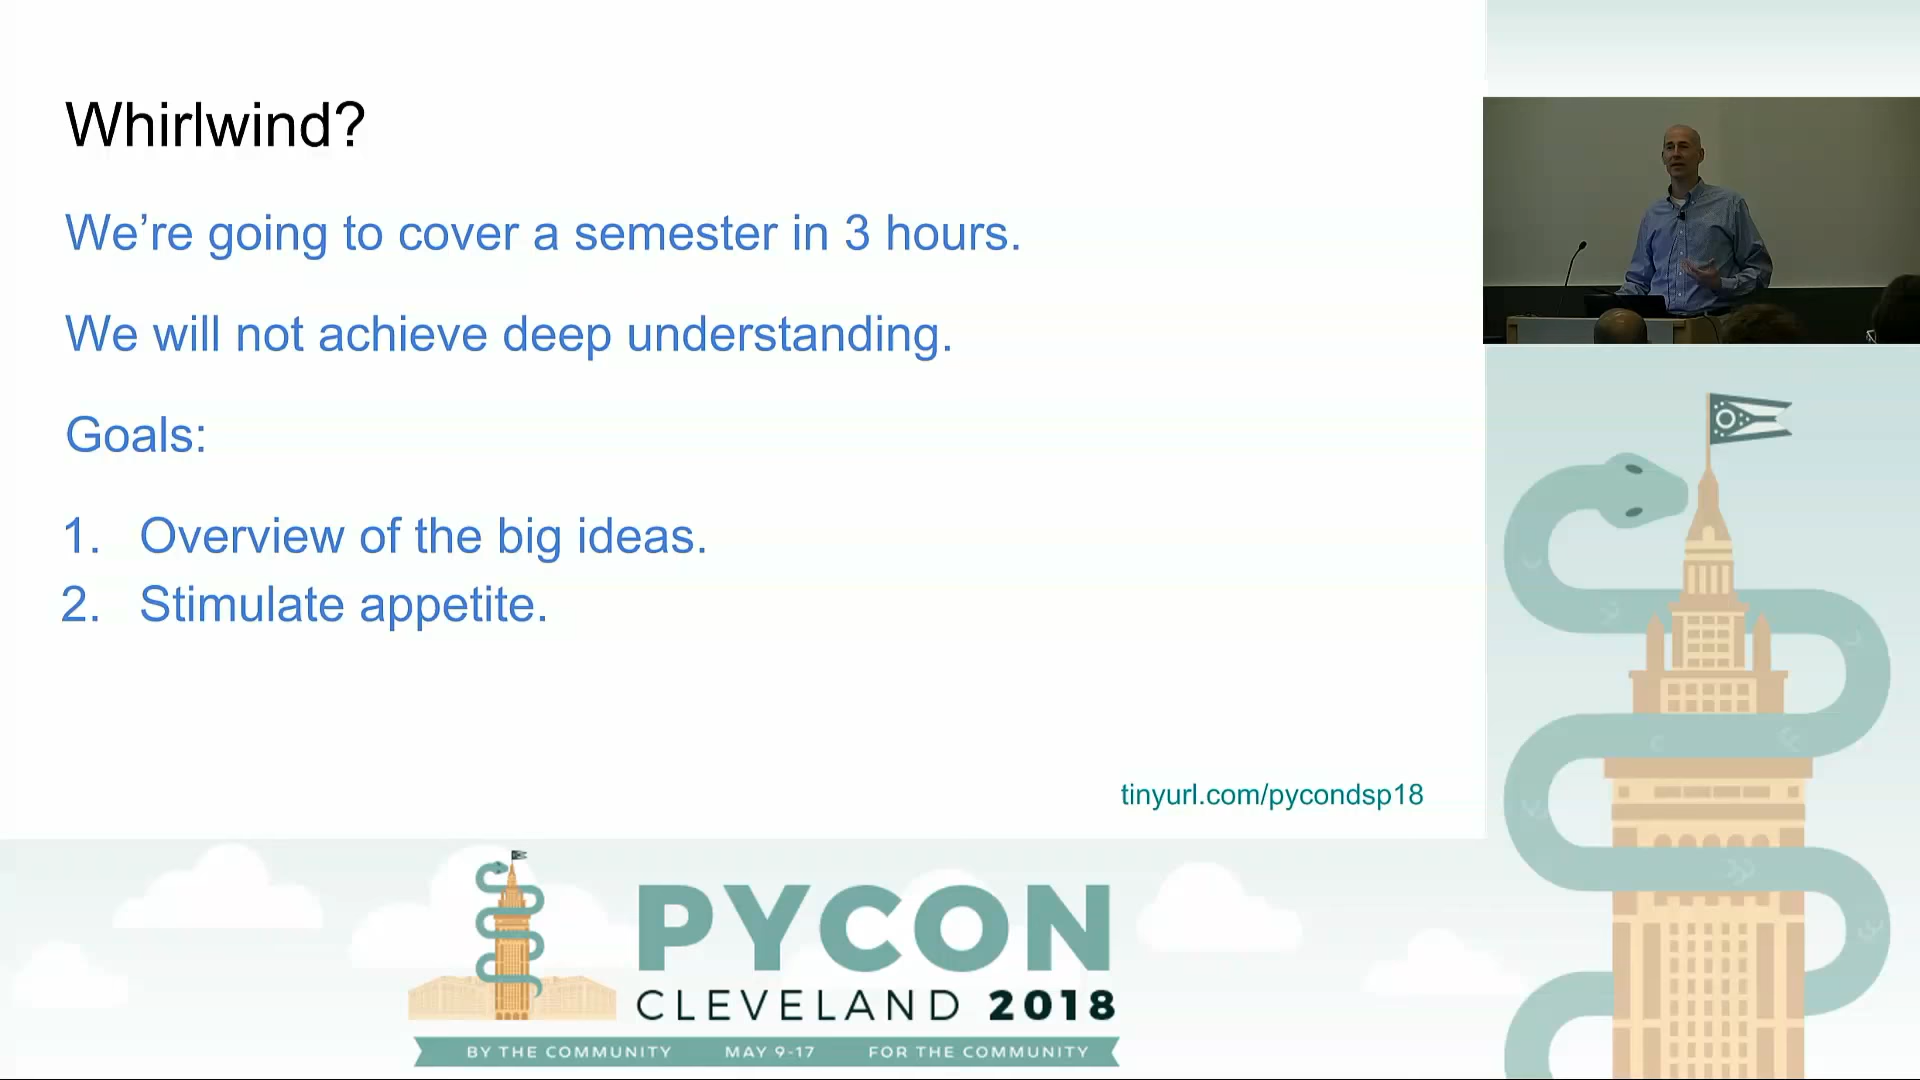 Whirlwind?
We’re going to cover a semester in 3 hours.
We will not achieve deep understanding.
Goals:
1. Overview of the big ideas.
2. Stimulate appetite.
tinyurl.com/pycondsp18
PYCON
CLEVELAND 2018
BY THE COMMUNITY MAY 9-17 FOR THE COMMUNITY